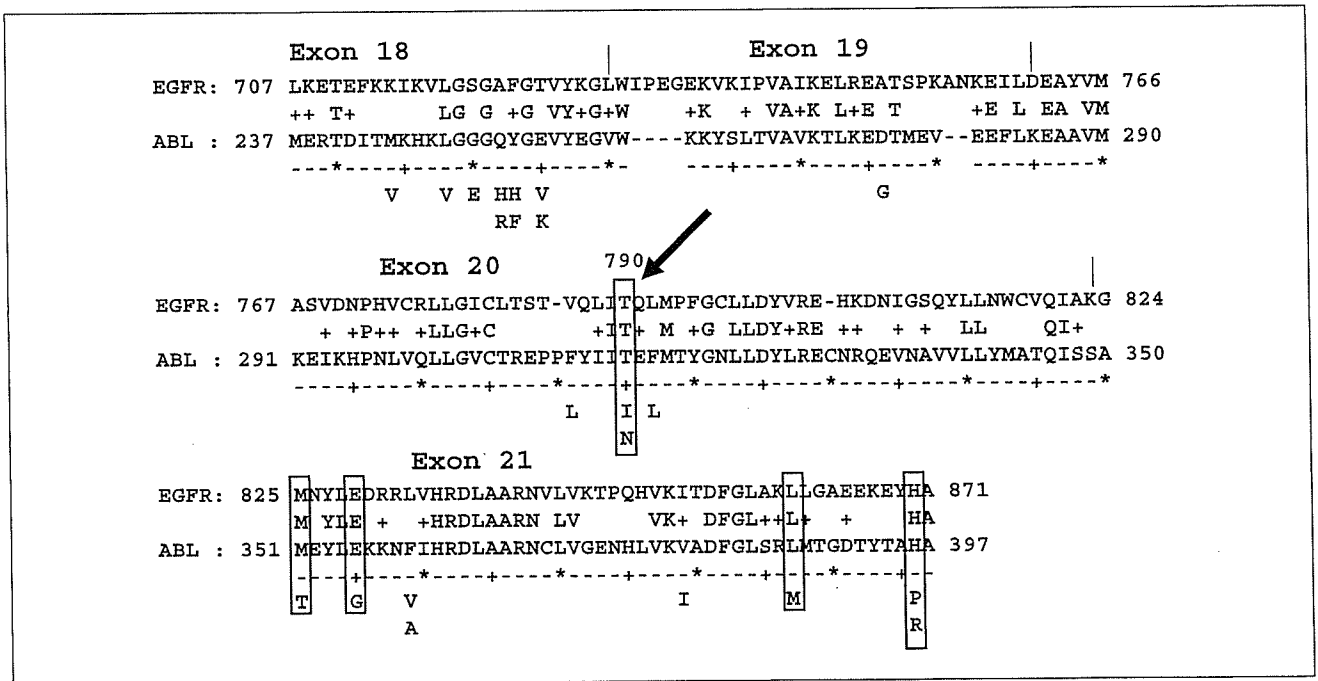 Exon 18 | Exon 19 |
EGFR: 707 LKETEFKKIKVLGSGAFGTVYKGLWIPEGEKVKIPVAIKELREATSPKANKEILDEAYVM 766
++ T+ LG G +G VY+G+W +K + VA+K L+E T +E L EA VM
ABL : 237 MERTDITMKHKLGGGQYGEVYEGVW----KKYSLTVAVKTLKEDTMEV--EEFLKEAAVM 290
----*----+----*----+----*- ---+----*----+----* ----+----*
V V E HH V G
RF K
Exon 20 790 |
EGFR: 767 ASVDNPHVCRLLGICLTST-VQLITQLMPFGCLLDYVRE-HKDNIGSQYLLNWCVQIAKG 824
+ +P++ +LLG+C +IT+ M +G LLDY+RE ++ + + LL QI+
ABL : 291 KEIKHPNLVQLLGVCTREPPFYIITEFMTYGNLLDYLRECNRQEVNAVVLLYMATQISSA 350
----+----*----+----*----+----*----+----*----+----*----+----*
L I L
N
Exon 21
EGFR: 825 MNYLEDRRLVHRDLAARNVLVKTPQHVKITDFGLAKLLGAEEKEYHA 871
M YLE + +HRDLAARN LV VK+ DFGL++L+ + HA
ABL : 351 MEYLEKKNFIHRDLAARNCLVGENHLVKVADFGLSRLMTGDTYTAHA 397
----+----*----+----*----+----*----+----*----+--
T G V I M P
A R